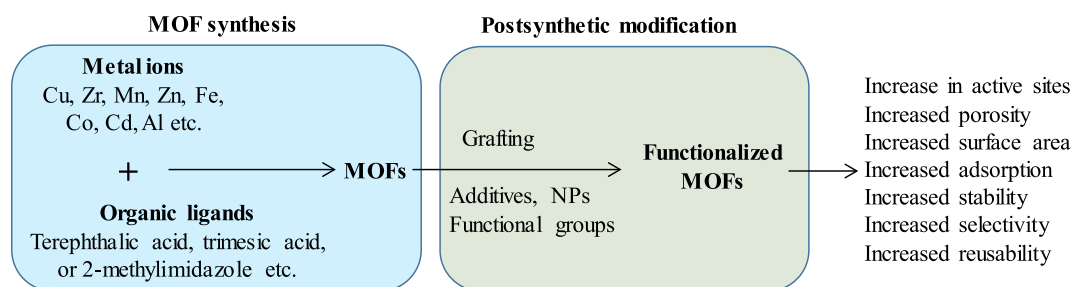 MOF synthesis
Metal ions
Cu, Zr, Mn, Zn, Fe,
Co, Cd, Al etc.
+
Organic ligands
Terephthalic acid, trimesic acid,
or 2-methylimidazole etc.
MOFs
Postsynthetic modification
Grafting
Additives, NPs
Functional groups
Functionalized
MOFs
Increase in active sites
Increased porosity
Increased surface area
Increased adsorption
Increased stability
Increased selectivity
Increased reusability